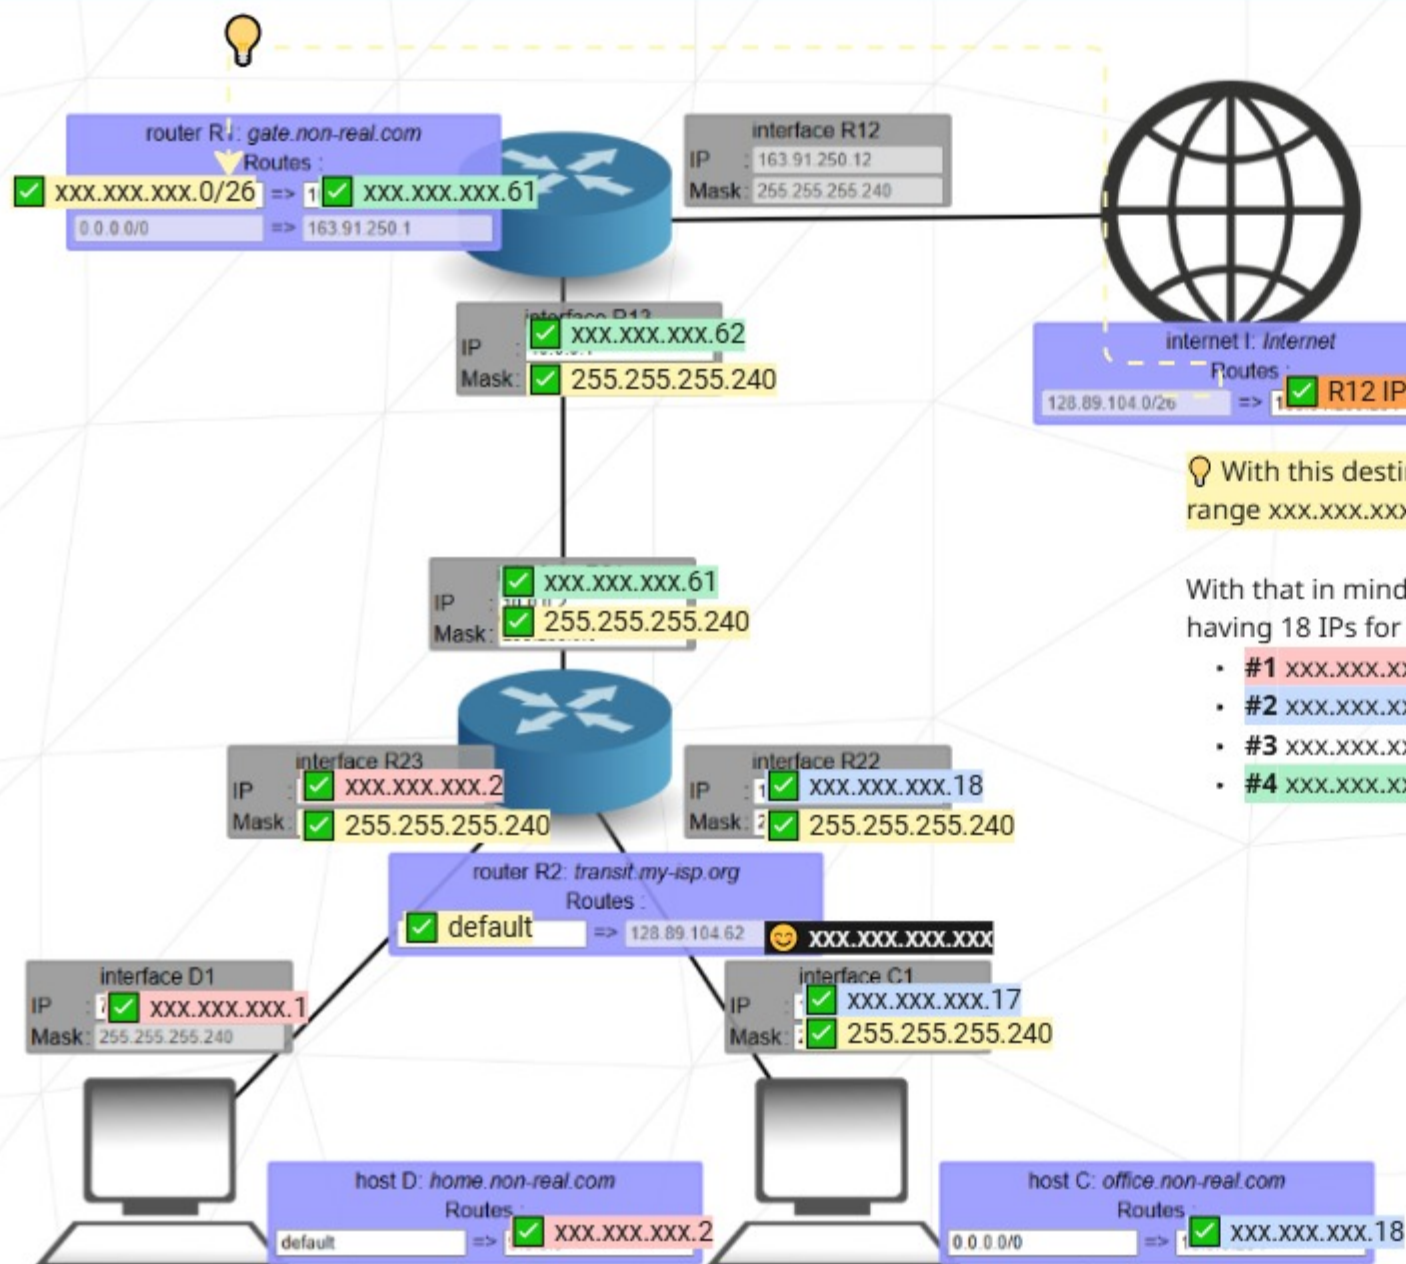 router R1: gate.non-real.com
Routes :
xxx.xxx.xxx.0/26 => xxx.xxx.xxx.61
0.0.0.0/0 => 163.91.250.1
interface R12
IP : 163.91.250.12
Mask: 255.255.255.240
interface R13
IP : xxx.xxx.xxx.62
Mask: 255.255.255.240
internet I: Internet
Routes :
128.89.104.0/26 => R12 IP
With this desti
range xxx.xxx.xxx
With that in mind
having 18 IPs for
• #1 xxx.xxx.xx
• #2 xxx.xxx.xx
• #3 xxx.xxx.xx
• #4 xxx.xxx.xx
IP : xxx.xxx.xxx.61
Mask: 255.255.255.240
interface R23
IP : xxx.xxx.xxx.2
Mask: 255.255.255.240
interface R22
IP : xxx.xxx.xxx.18
Mask: 255.255.255.240
router R2: transit.my-isp.org
Routes :
default => 128.89.104.62 xxx.xxx.xxx.xxx
interface D1
IP : xxx.xxx.xxx.1
Mask: 255.255.255.240
interface C1
IP : xxx.xxx.xxx.17
Mask: 255.255.255.240
host D: home.non-real.com
Routes :
default => xxx.xxx.xxx.2
host C: office.non-real.com
Routes :
0.0.0.0/0 => xxx.xxx.xxx.18